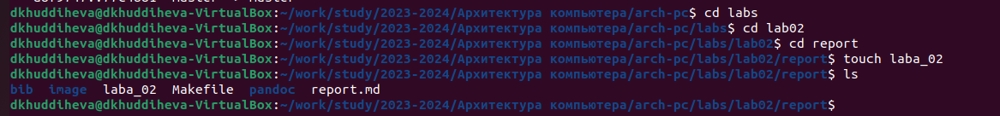 dkhuddiheva@dkhuddiheva-VirtualBox:~/work/study/2023-2024/Архитектура компьютера/arch-pc$ cd labs
dkhuddiheva@dkhuddiheva-VirtualBox:~/work/study/2023-2024/Архитектура компьютера/arch-pc/labs$ cd lab02
dkhuddiheva@dkhuddiheva-VirtualBox:~/work/study/2023-2024/Архитектура компьютера/arch-pc/labs/lab02$ cd report
dkhuddiheva@dkhuddiheva-VirtualBox:~/work/study/2023-2024/Архитектура компьютера/arch-pc/labs/lab02/report$ touch laba_02
dkhuddiheva@dkhuddiheva-VirtualBox:~/work/study/2023-2024/Архитектура компьютера/arch-pc/labs/lab02/report$ ls
bib image laba_02 Makefile pandoc report.md
dkhuddiheva@dkhuddiheva-VirtualBox:~/work/study/2023-2024/Архитектура компьютера/arch-pc/labs/lab02/report$